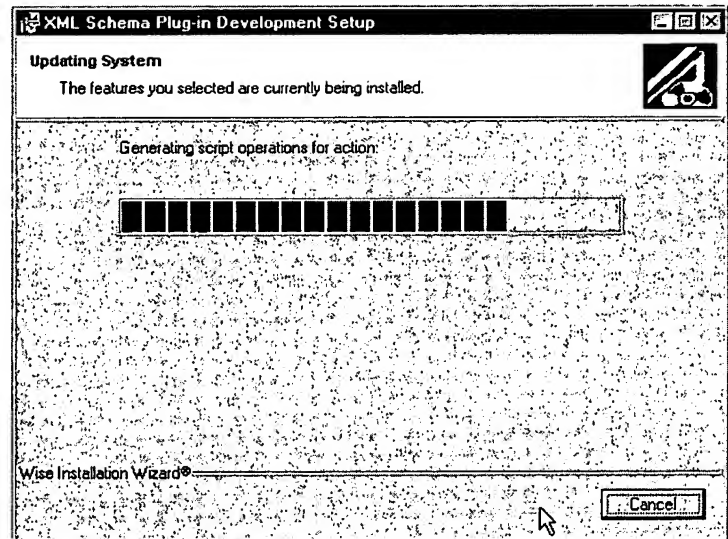 XML Schema Plug-in Development Setup
Updating System
The features you selected are currently being installed.
Generating script operations for action:
Wise Installation Wizard®
Cancel